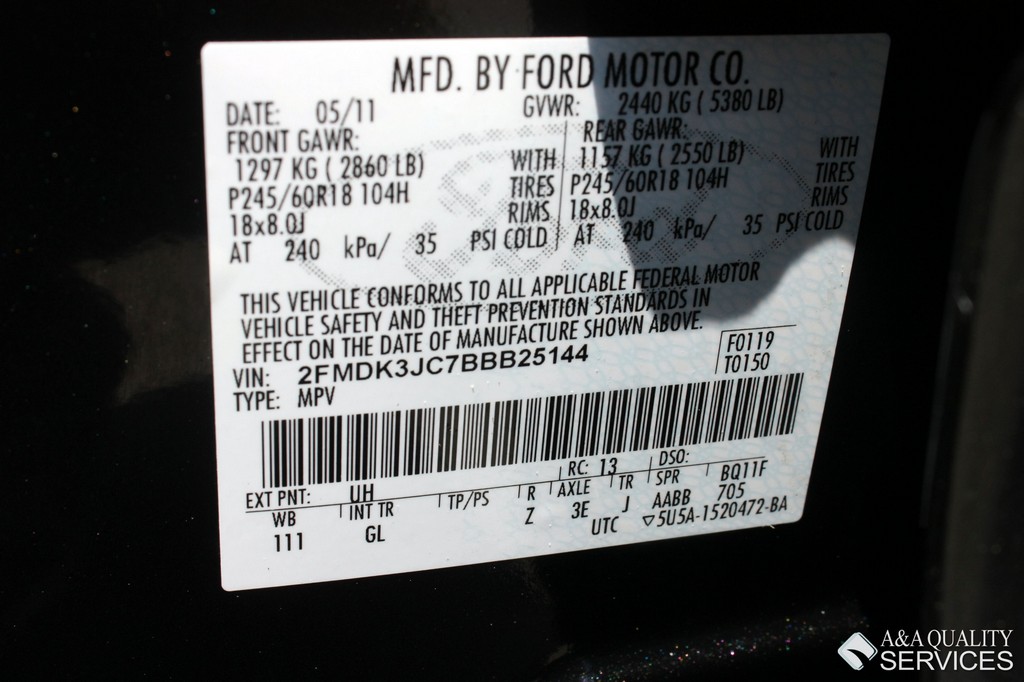 MFD. BY FORD MOTOR CO.
DATE: 05/11 GVWR: 2440 KG ( 5380 LB)
FRONT GAWR: REAR GAWR:
1297 KG ( 2860 LB) WITH 1157 KG ( 2550 LB) WITH
P245/60R18 104H TIRES P245/60R18 104H TIRES
18x8.0J RIMS 18x8.0J RIMS
AT 240 kPa/ 35 PSI COLD AT 240 kPa/ 35 PSI COLD
THIS VEHICLE CONFORMS TO ALL APPLICABLE FEDERAL MOTOR
VEHICLE SAFETY AND THEFT PREVENTION STANDARDS IN
EFFECT ON THE DATE OF MANUFACTURE SHOWN ABOVE.
VIN: 2FMDK3JC7BBB25144 F0119
TYPE: MPV T0150
EXT PNT: UH RC: 13 DSO:
WB INT TR TP/PS R AXLE TR SPR BQ11F
111 GL Z 3E J AABB 705
UTC ▽5U5A-1520472-BA
A&A QUALITY
SERVICES